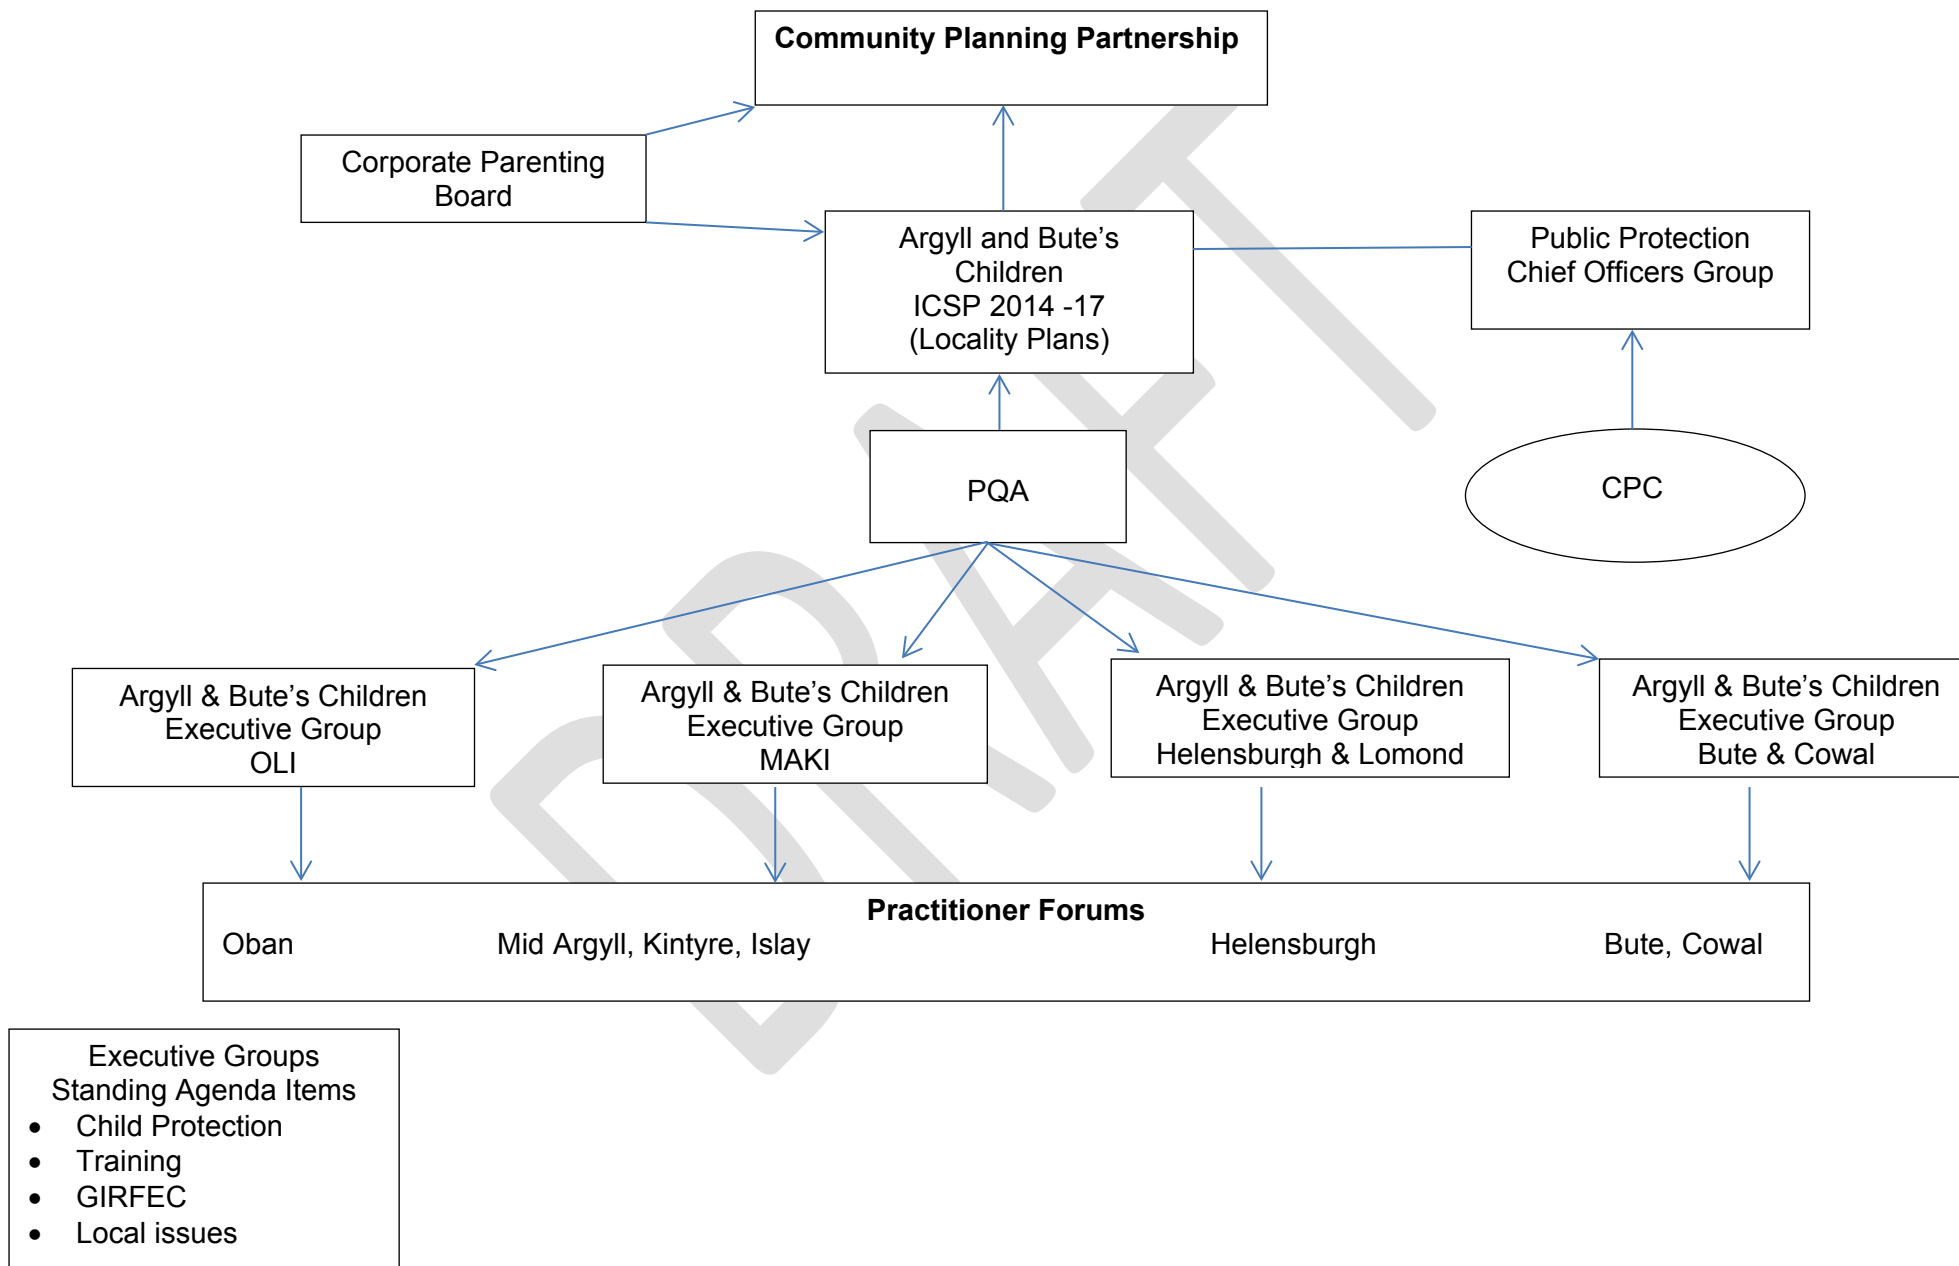 Community Planning Partnership
Corporate Parenting
Board
Argyll and Bute’s
Children
ICSP 2014 -17
(Locality Plans)
Public Protection
Chief Officers Group
PQA
CPC
Argyll & Bute’s Children
Executive Group
OLI
Argyll & Bute’s Children
Executive Group
MAKI
Argyll & Bute’s Children
Executive Group
Helensburgh & Lomond
Argyll & Bute’s Children
Executive Group
Bute & Cowal
Practitioner Forums
Oban Mid Argyll, Kintyre, Islay Helensburgh Bute, Cowal
Executive Groups
Standing Agenda Items
• Child Protection
• Training
• GIRFEC
• Local issues
DRAFT